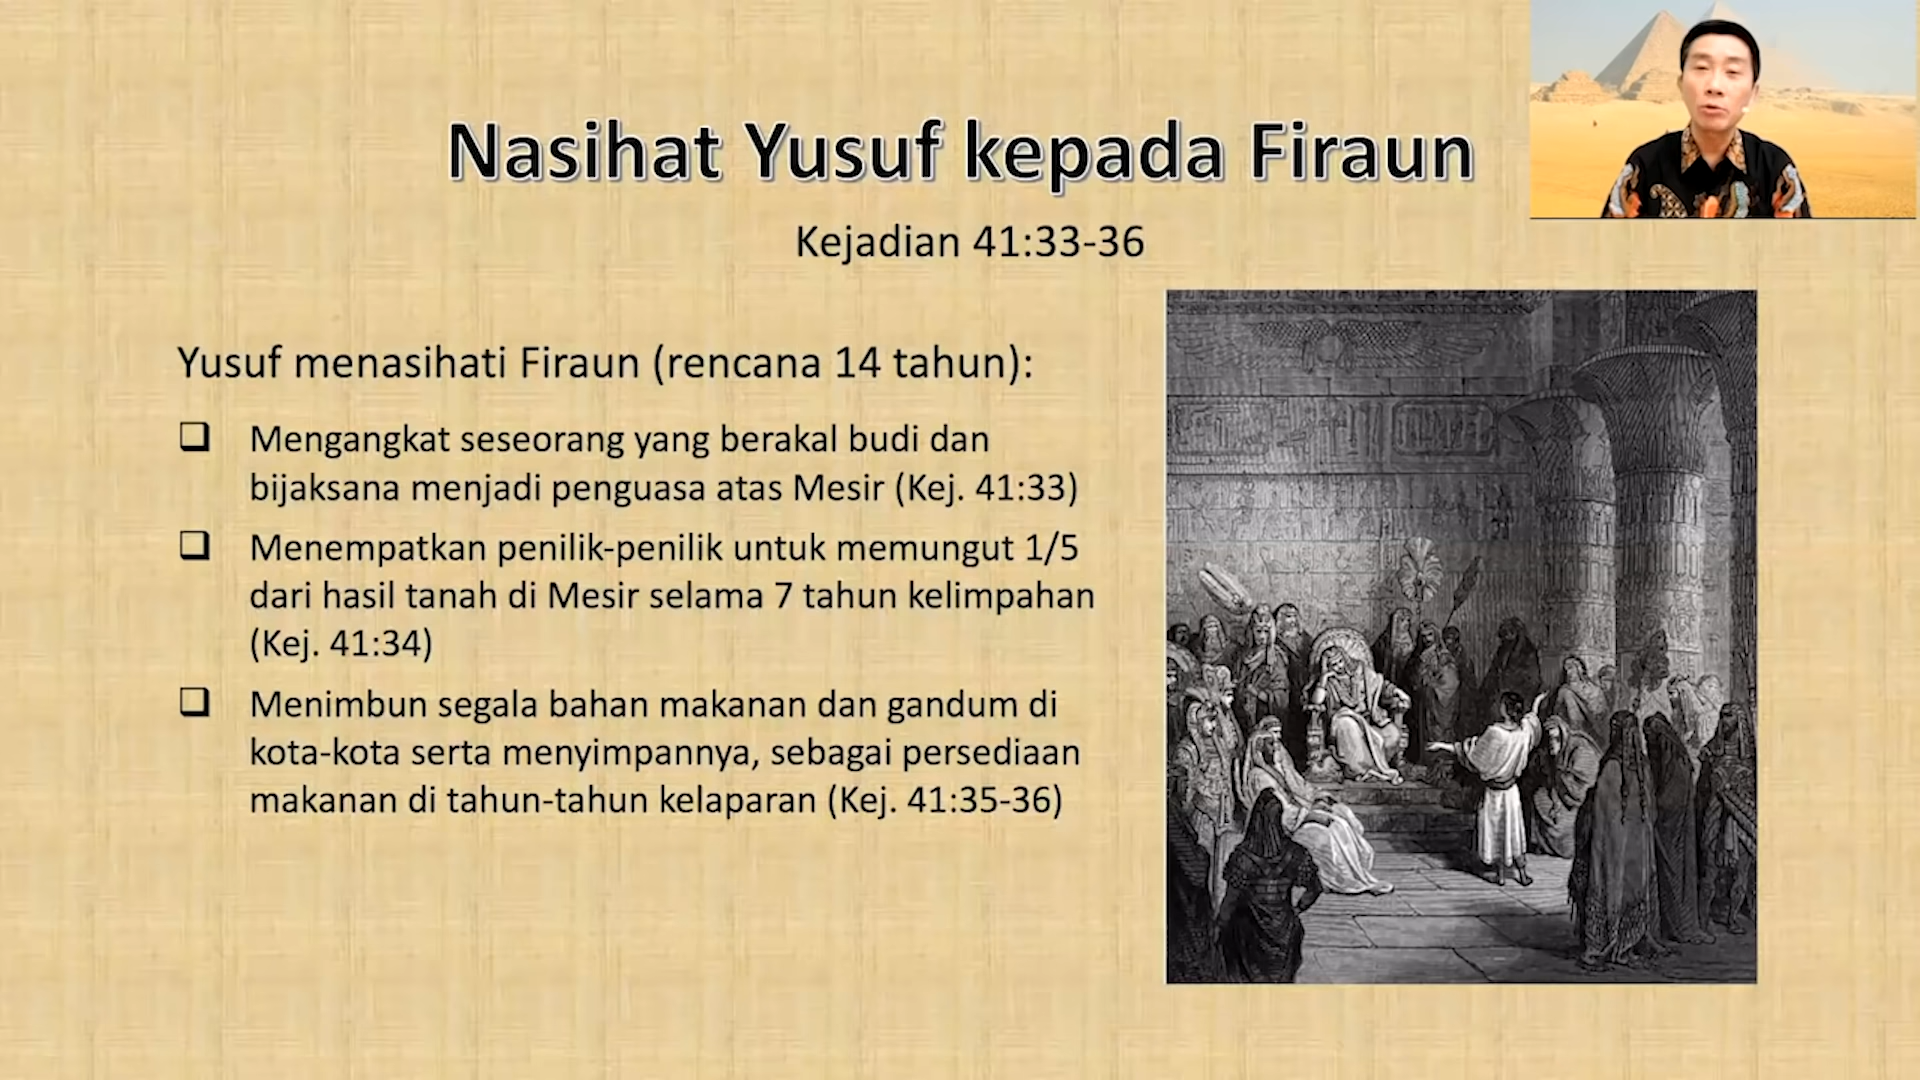 Nasihat Yusuf kepada Firaun
Kejadian 41:33-36
Yusuf menasihati Firaun (rencana 14 tahun):
Mengangkat seseorang yang berakal budi dan
bijaksana menjadi penguasa atas Mesir (Kej. 41:33)
Menempatkan penilik-penilik untuk memungut 1/5
dari hasil tanah di Mesir selama 7 tahun kelimpahan
(Kej. 41:34)
Menimbun segala bahan makanan dan gandum di
kota-kota serta menyimpannya, sebagai persediaan
makanan di tahun-tahun kelaparan (Kej. 41:35-36)